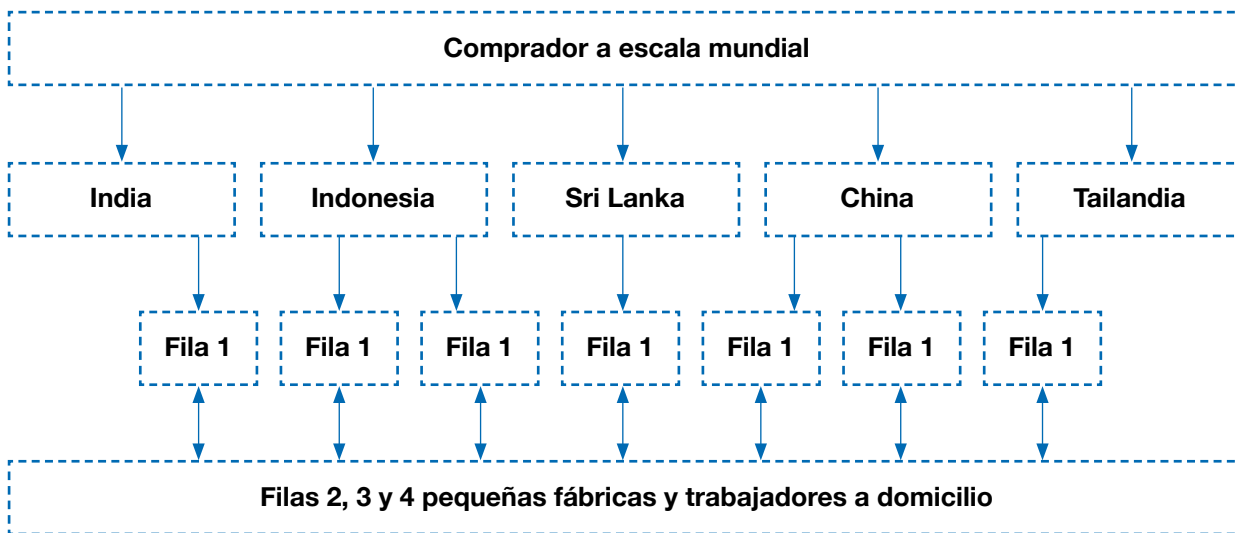 Comprador a escala mundial
India
Indonesia
Sri Lanka
China
Tailandia
Fila 1
Fila 1
Fila 1
Fila 1
Fila 1
Fila 1
Fila 1
Filas 2, 3 y 4 pequeñas fábricas y trabajadores a domicilio